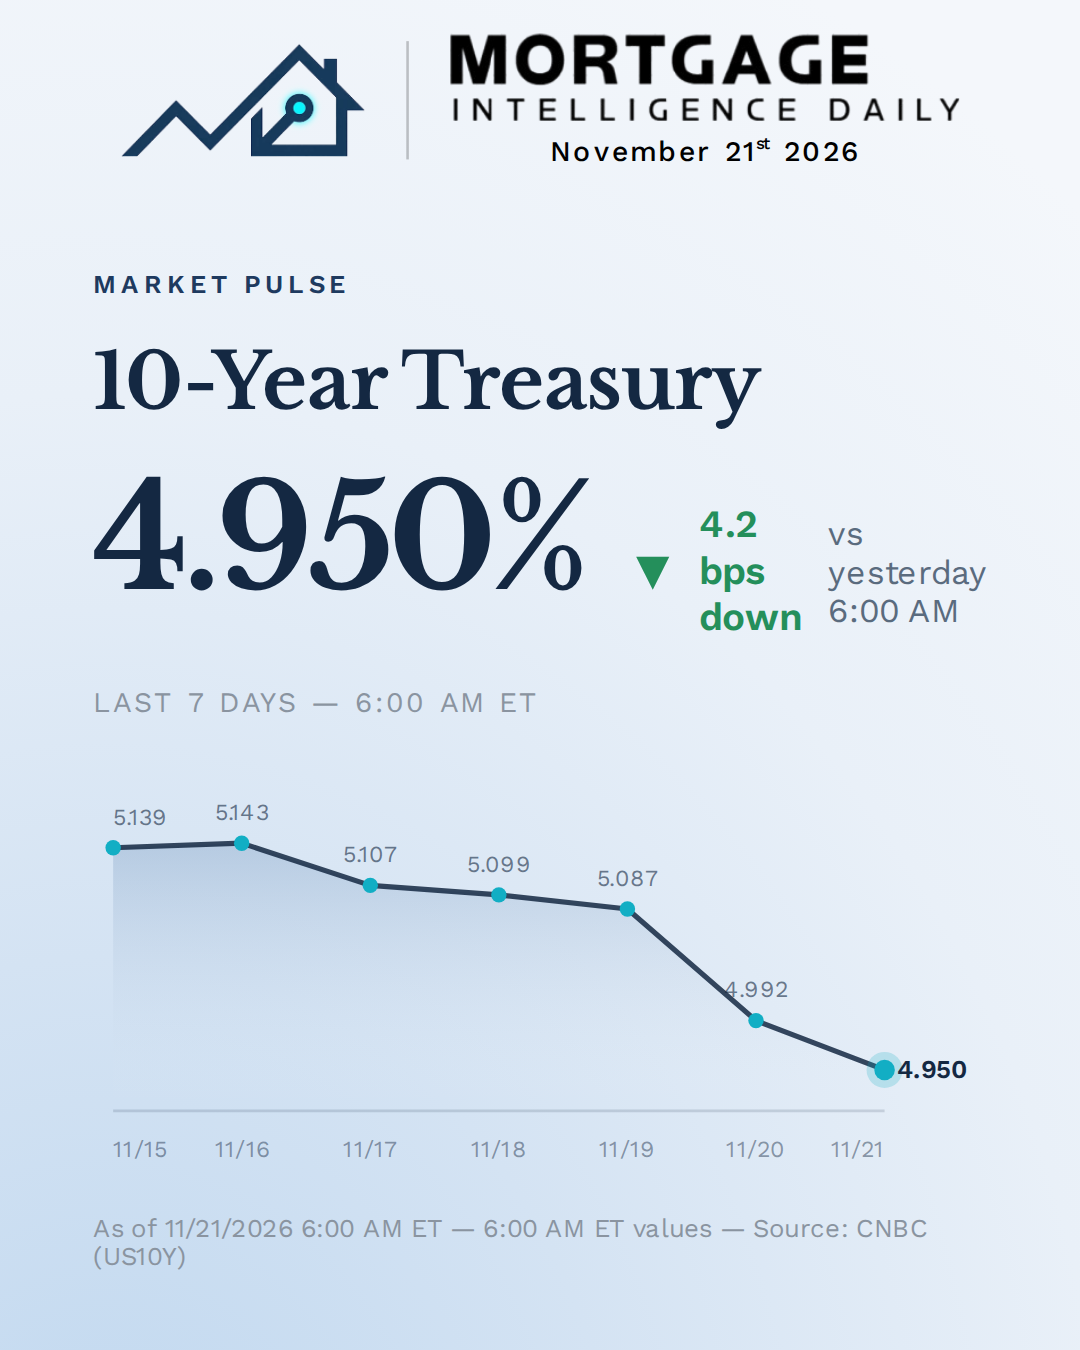 MORTGAGE
INTELLIGENCE DAILY
November 21st 2026
MARKET PULSE
10-Year Treasury
4.950%
▼ 4.2
bps
down
vs
yesterday
6:00 AM
LAST 7 DAYS — 6:00 AM ET
5.139
5.143
5.107
5.099
5.087
4.992
4.950
11/15 11/16 11/17 11/18 11/19 11/20 11/21
As of 11/21/2026 6:00 AM ET — 6:00 AM ET values — Source: CNBC
(US10Y)